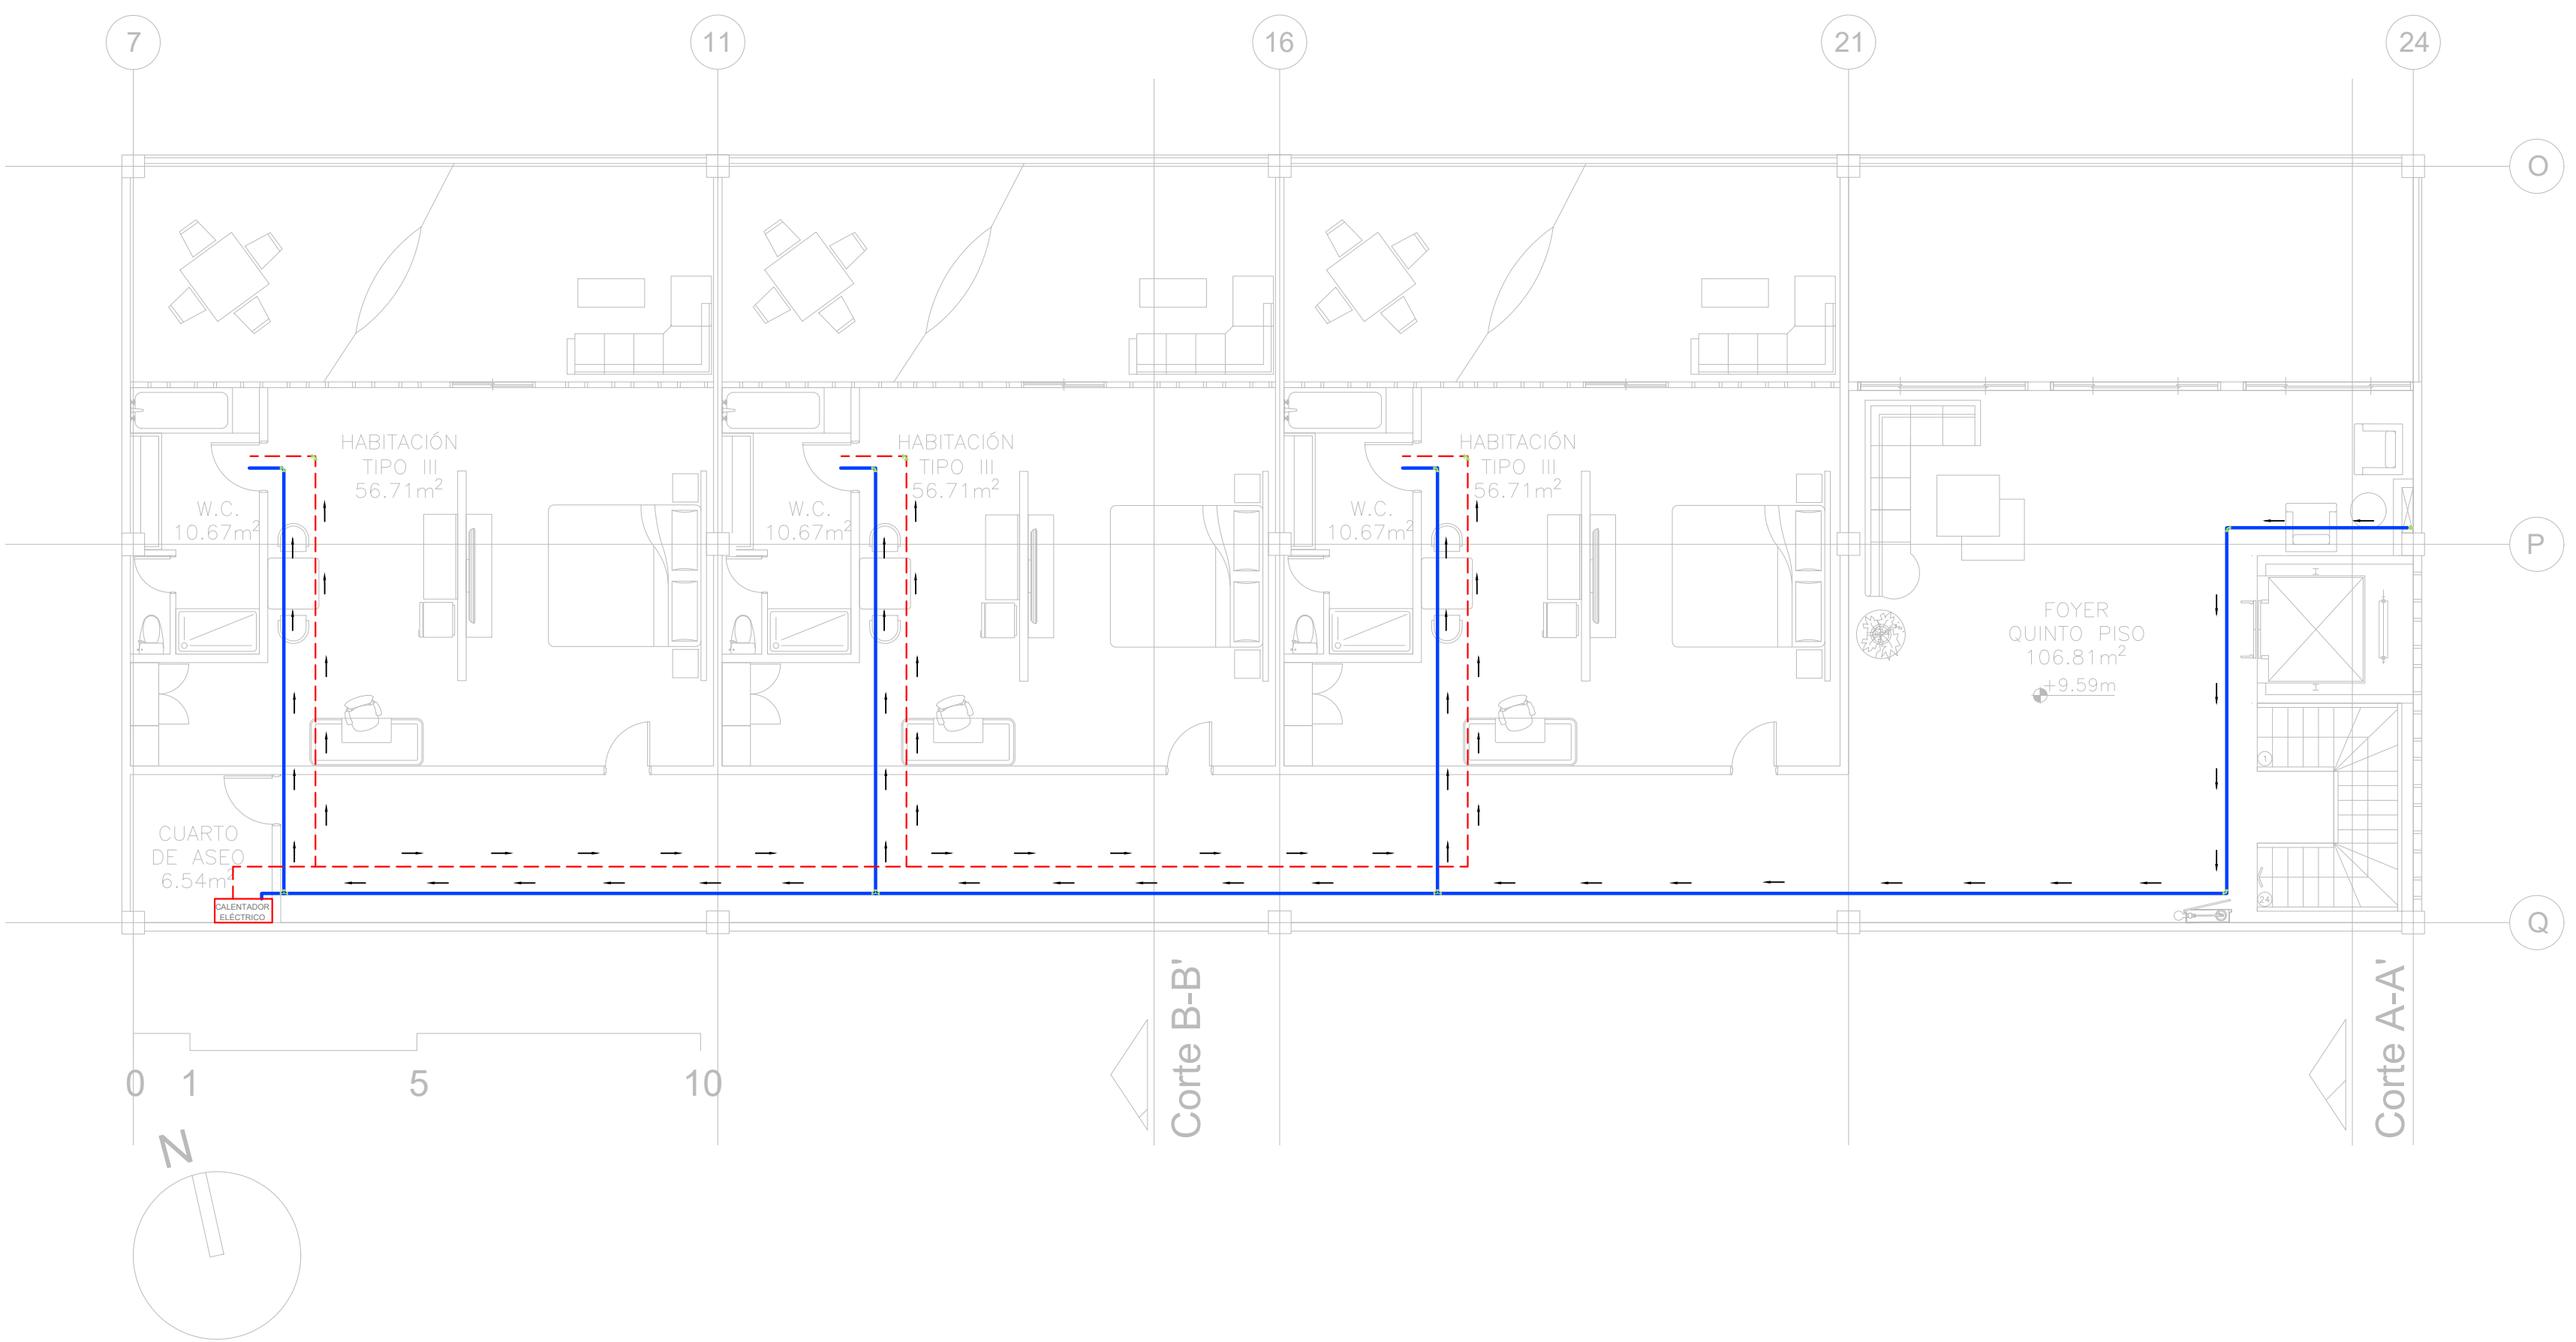 7
11
16
21
24
O
HABITACIÓN
TIPO III
56.71m²
W.C.
10.67m²
HABITACIÓN
TIPO III
56.71m²
W.C.
10.67m²
HABITACIÓN
TIPO III
56.71m²
W.C.
10.67m²
P
FOYER
QUINTO PISO
106.81m²
+9.59m
1
CUARTO
DE ASEO
6.54m²
CALENTADOR
ELÉCTRICO
24
Q
Corte B-B'
Corte A-A'
0 1 5 10
N